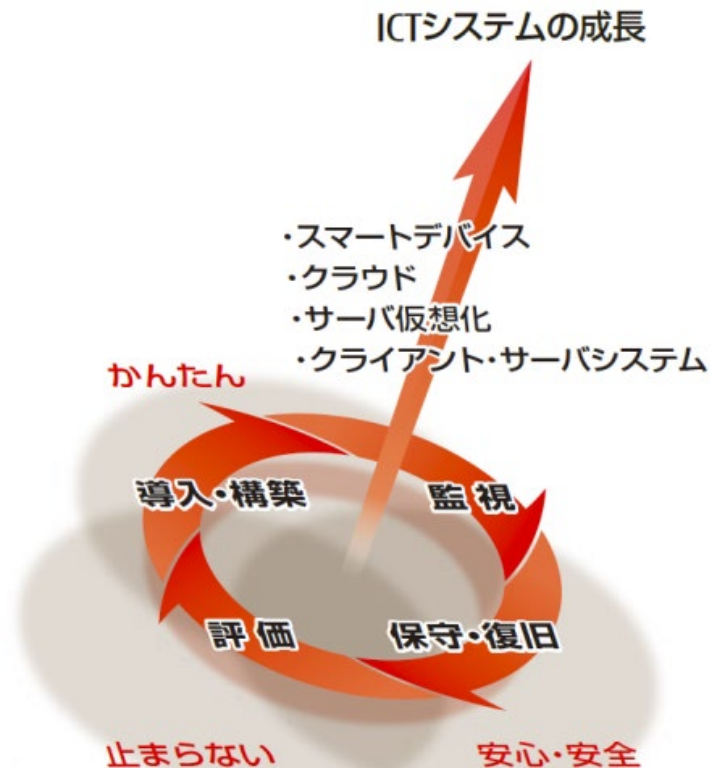 ICTシステムの成長
・スマートデバイス
・クラウド
・サーバ仮想化
・クライアント・サーバシステム
かんたん
導入・構築
監視
評価
保守・復旧
止まらない
安心・安全